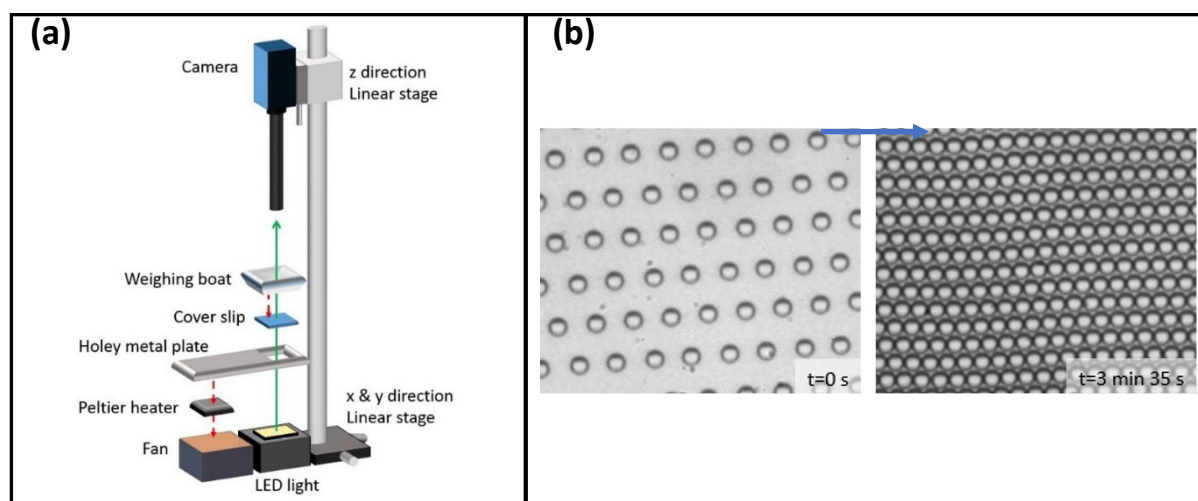 (a)
Camera
z direction
Linear stage
Weighing boat
Cover slip
Holey metal plate
Peltier heater
x & y direction
Linear stage
Fan
LED light
(b)
t=0 s
t=3 min 35 s